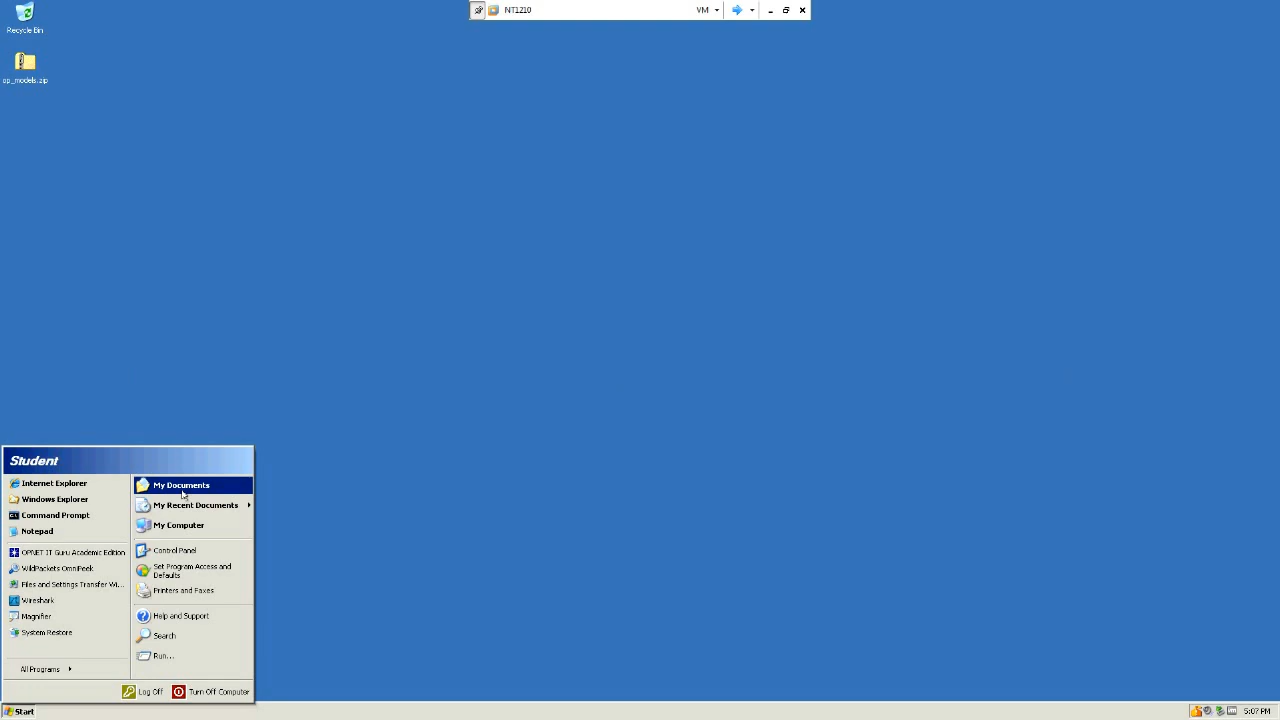 NT1210
VM
Recycle Bin
op_models.zip
Student
Internet Explorer
Windows Explorer
Command Prompt
Notepad
OPNET IT Guru Academic Edition
WildPackets OmniPeek
Files and Settings Transfer Wi...
Wireshark
Magnifier
System Restore
All Programs
My Documents
My Recent Documents
My Computer
Control Panel
Set Program Access and
Defaults
Printers and Faxes
Help and Support
Search
Run...
Log Off
Turn Off Computer
Start
5:07 PM